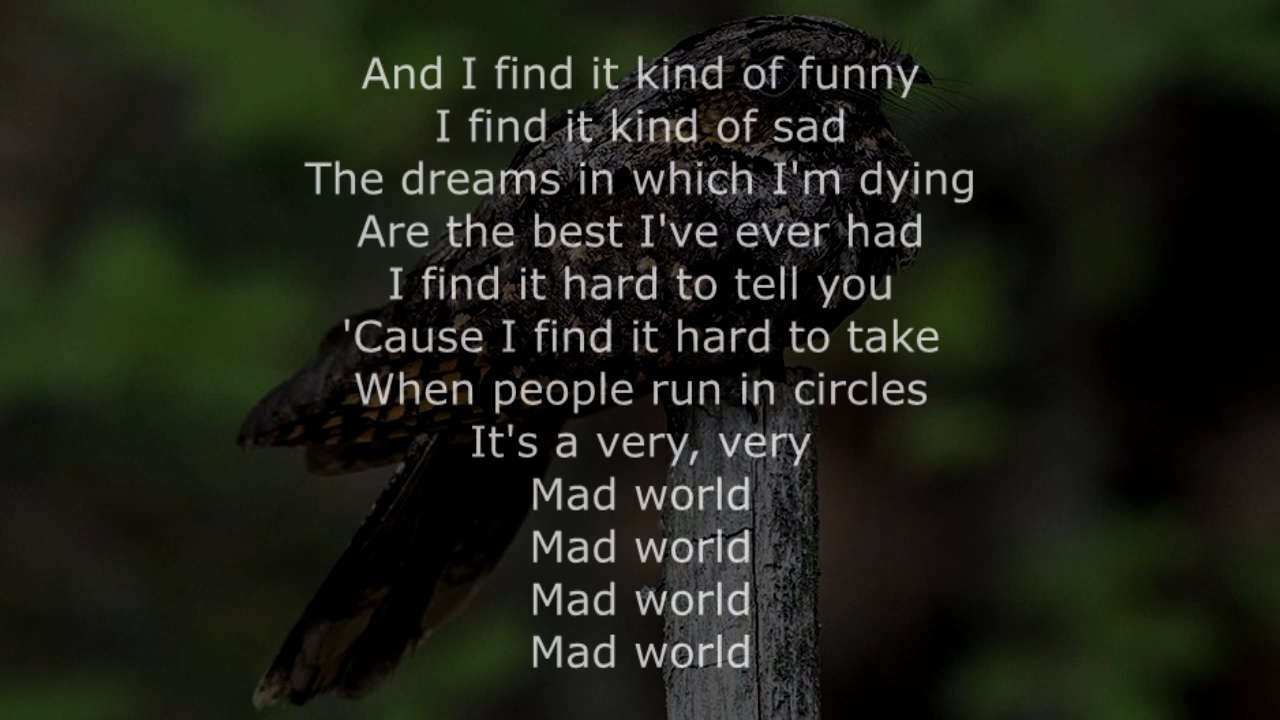 And I find it kind of funny
I find it kind of sad
The dreams in which I'm dying
Are the best I've ever had
I find it hard to tell you
'Cause I find it hard to take
When people run in circles
It's a very, very
Mad world
Mad world
Mad world
Mad world